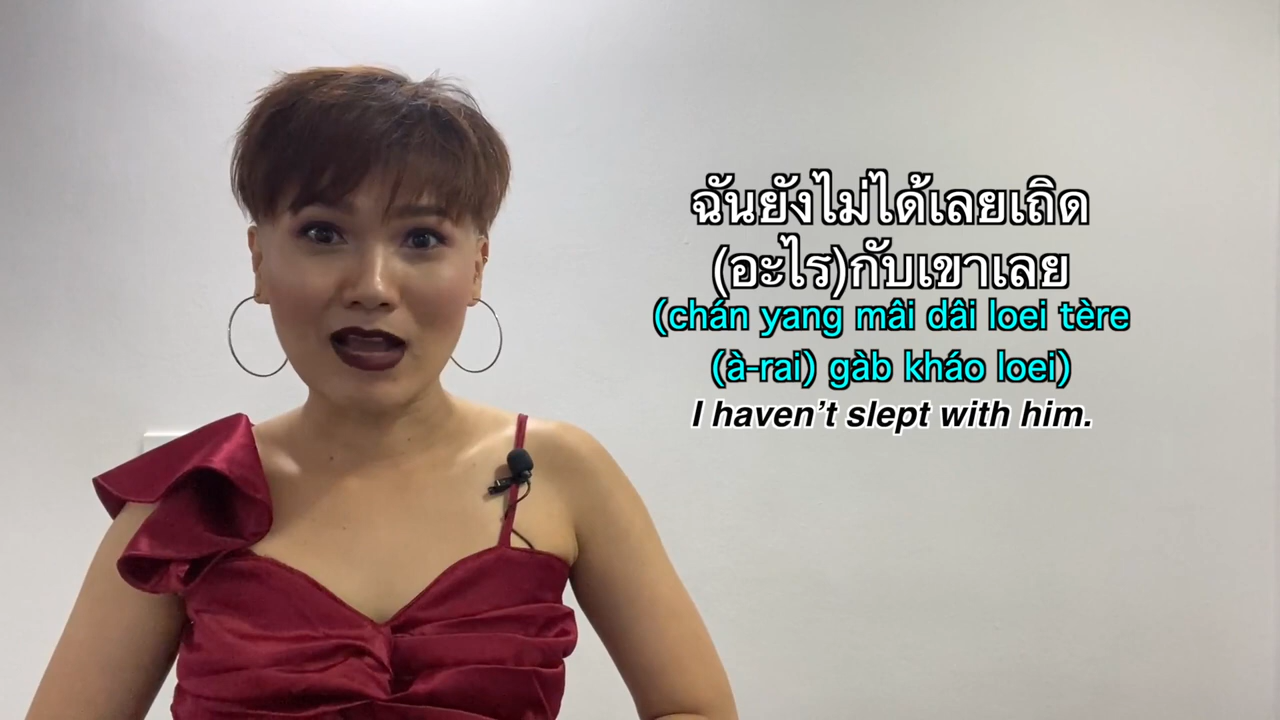 ฉันยังไม่ได้เลยเถิด
(อะไร)กับเขาเลย
(chán yang mâi dâi loei tère
(à-rai) gàb kháo loei)
I haven’t slept with him.